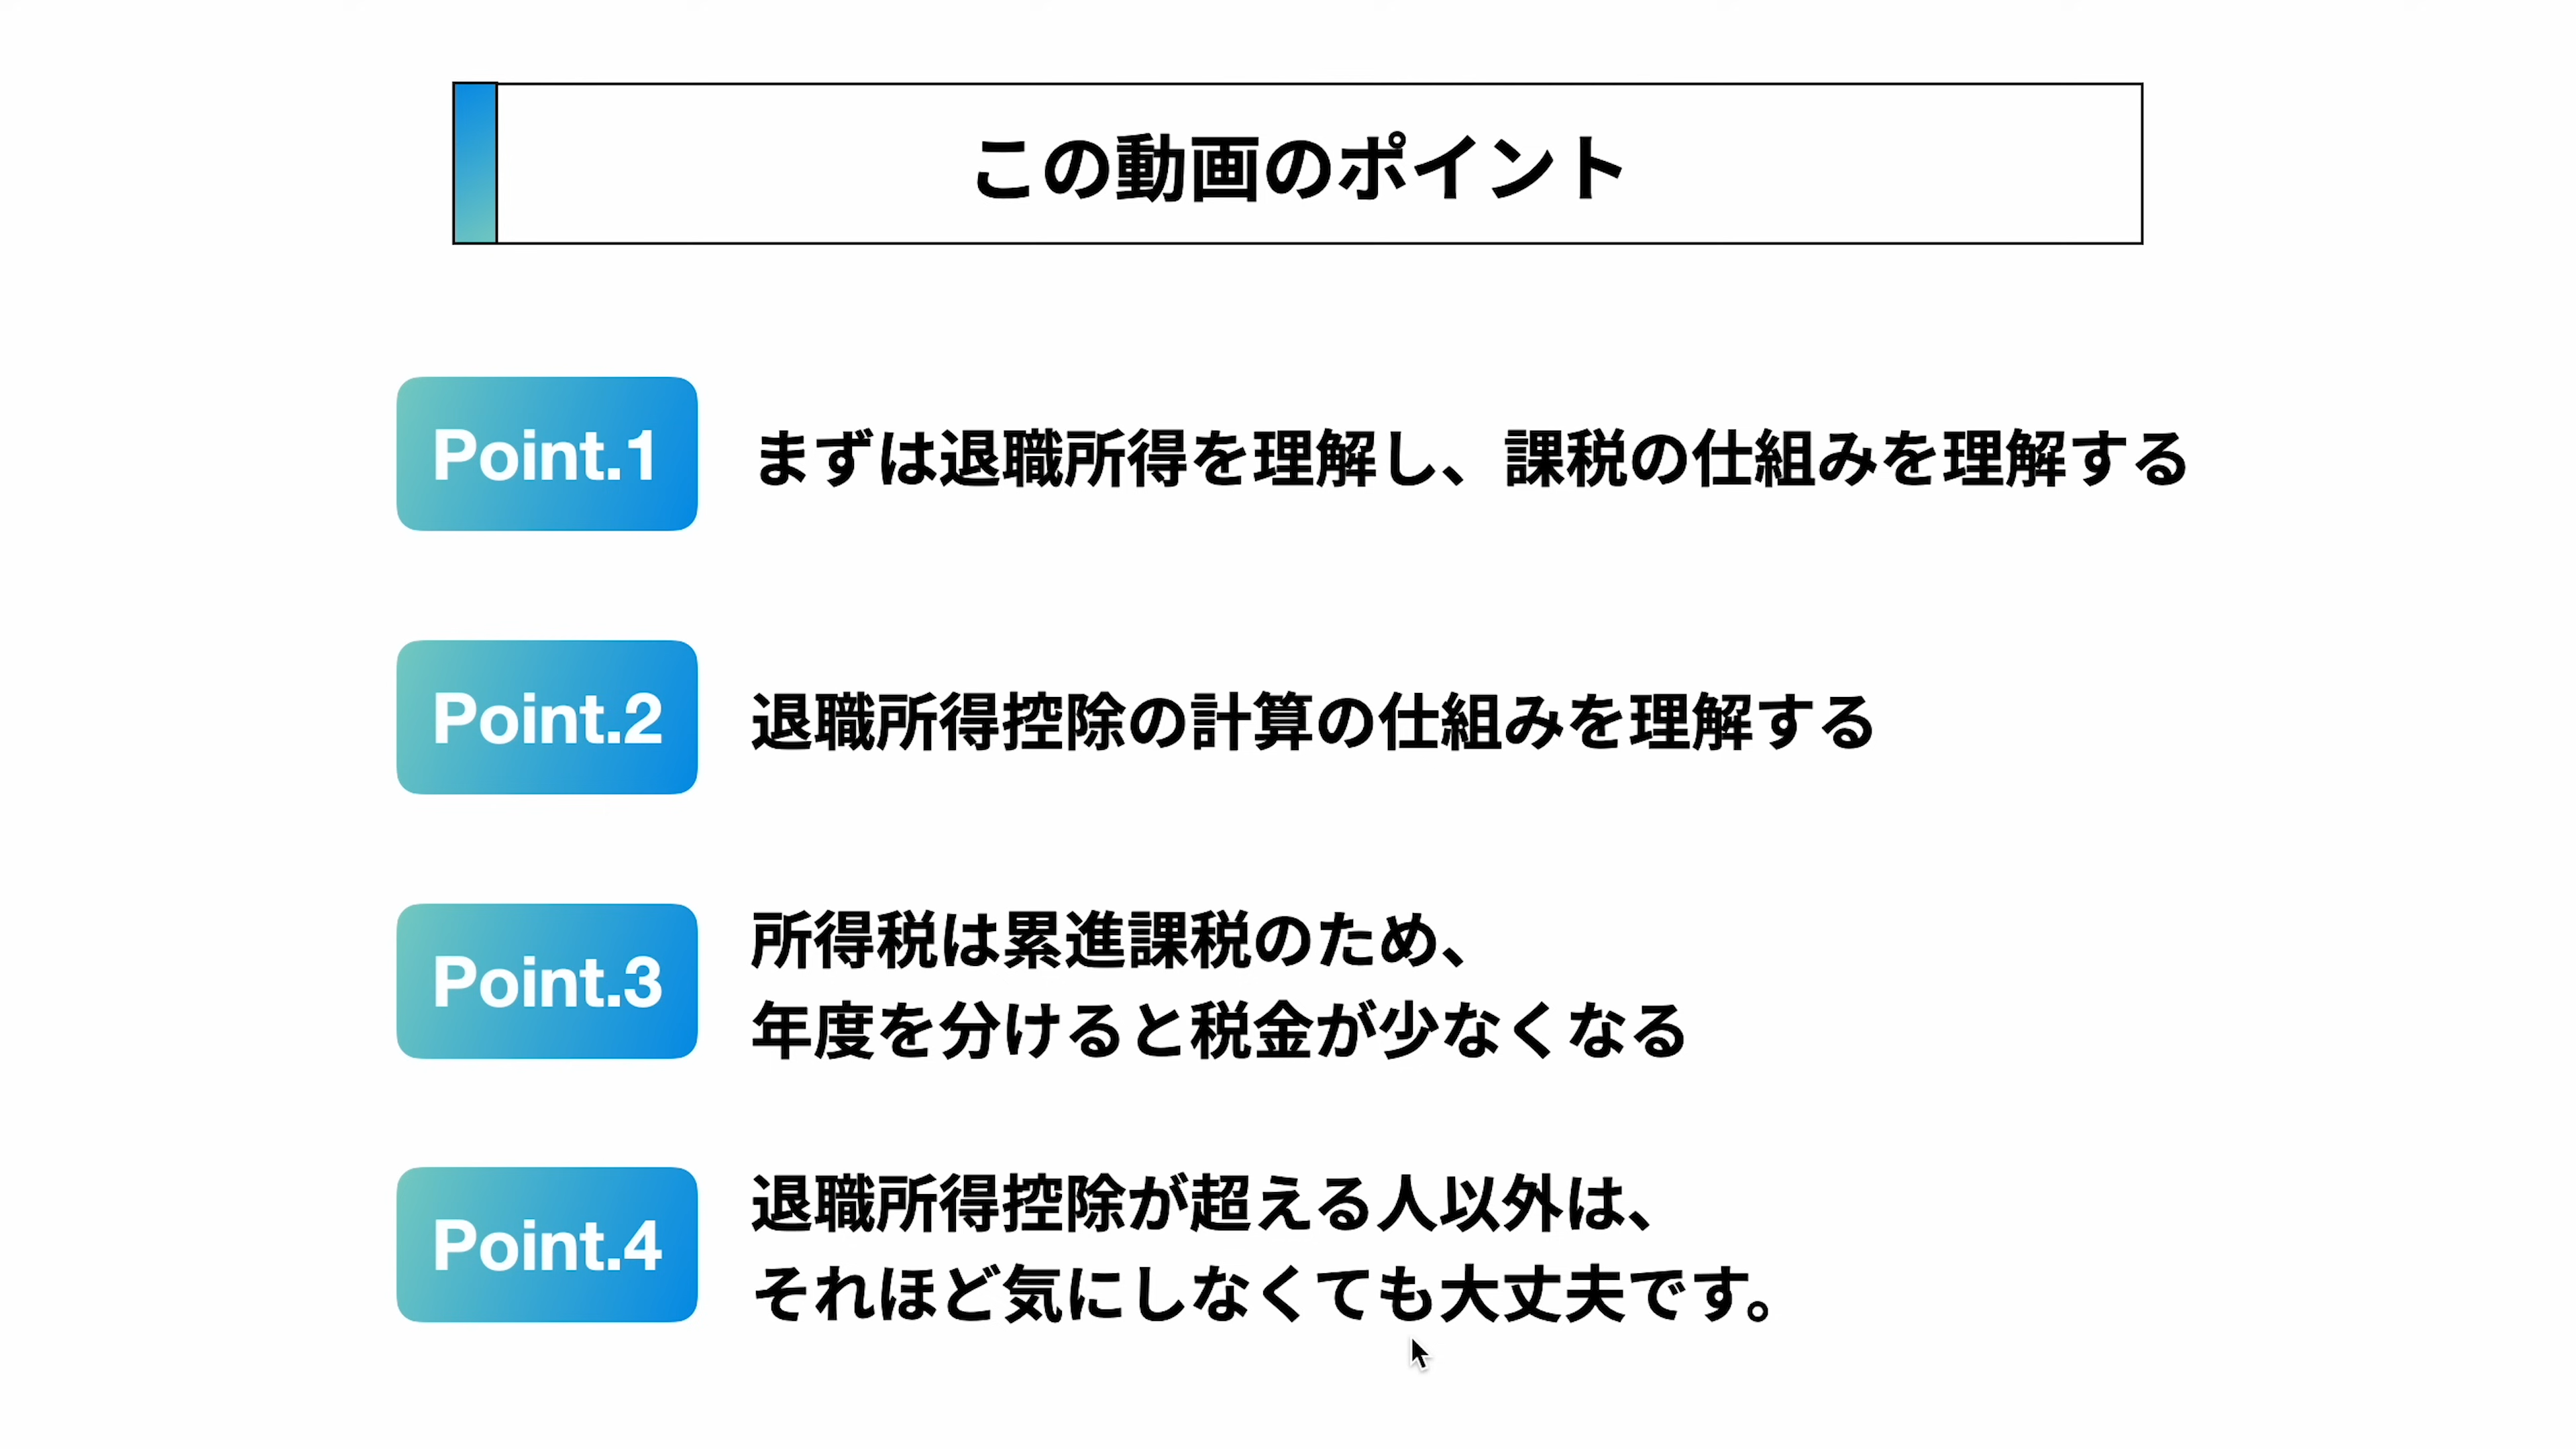 この動画のポイント
Point.1
まずは退職所得を理解し、課税の仕組みを理解する
Point.2
退職所得控除の計算の仕組みを理解する
Point.3
所得税は累進課税のため、
年度を分けると税金が少なくなる
Point.4
退職所得控除が超える人以外は、
それほど気にしなくても大丈夫です。